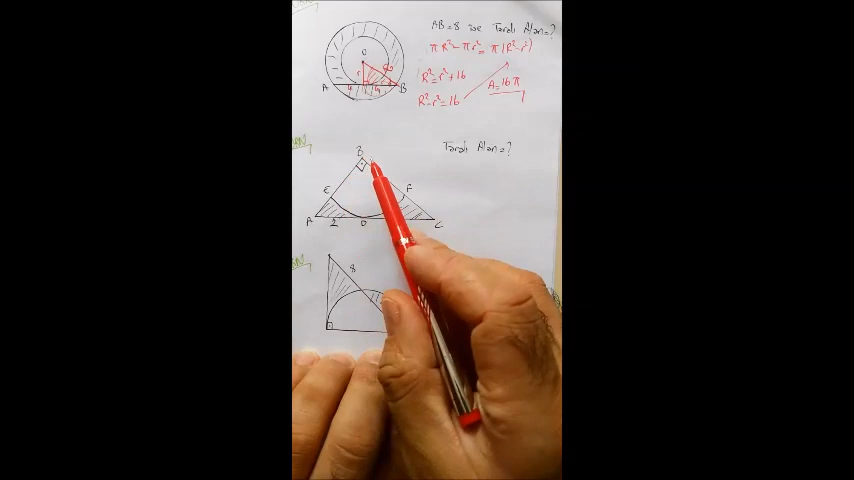 AB=8 ise Taralı Alan=?
πR²-πr²=π(R²-r²)
R²=r²+16
R²-r²=16
A=16π
O
r
R
A
4
4
B
Taralı Alan=?
B
E
F
A
2
O
C
8